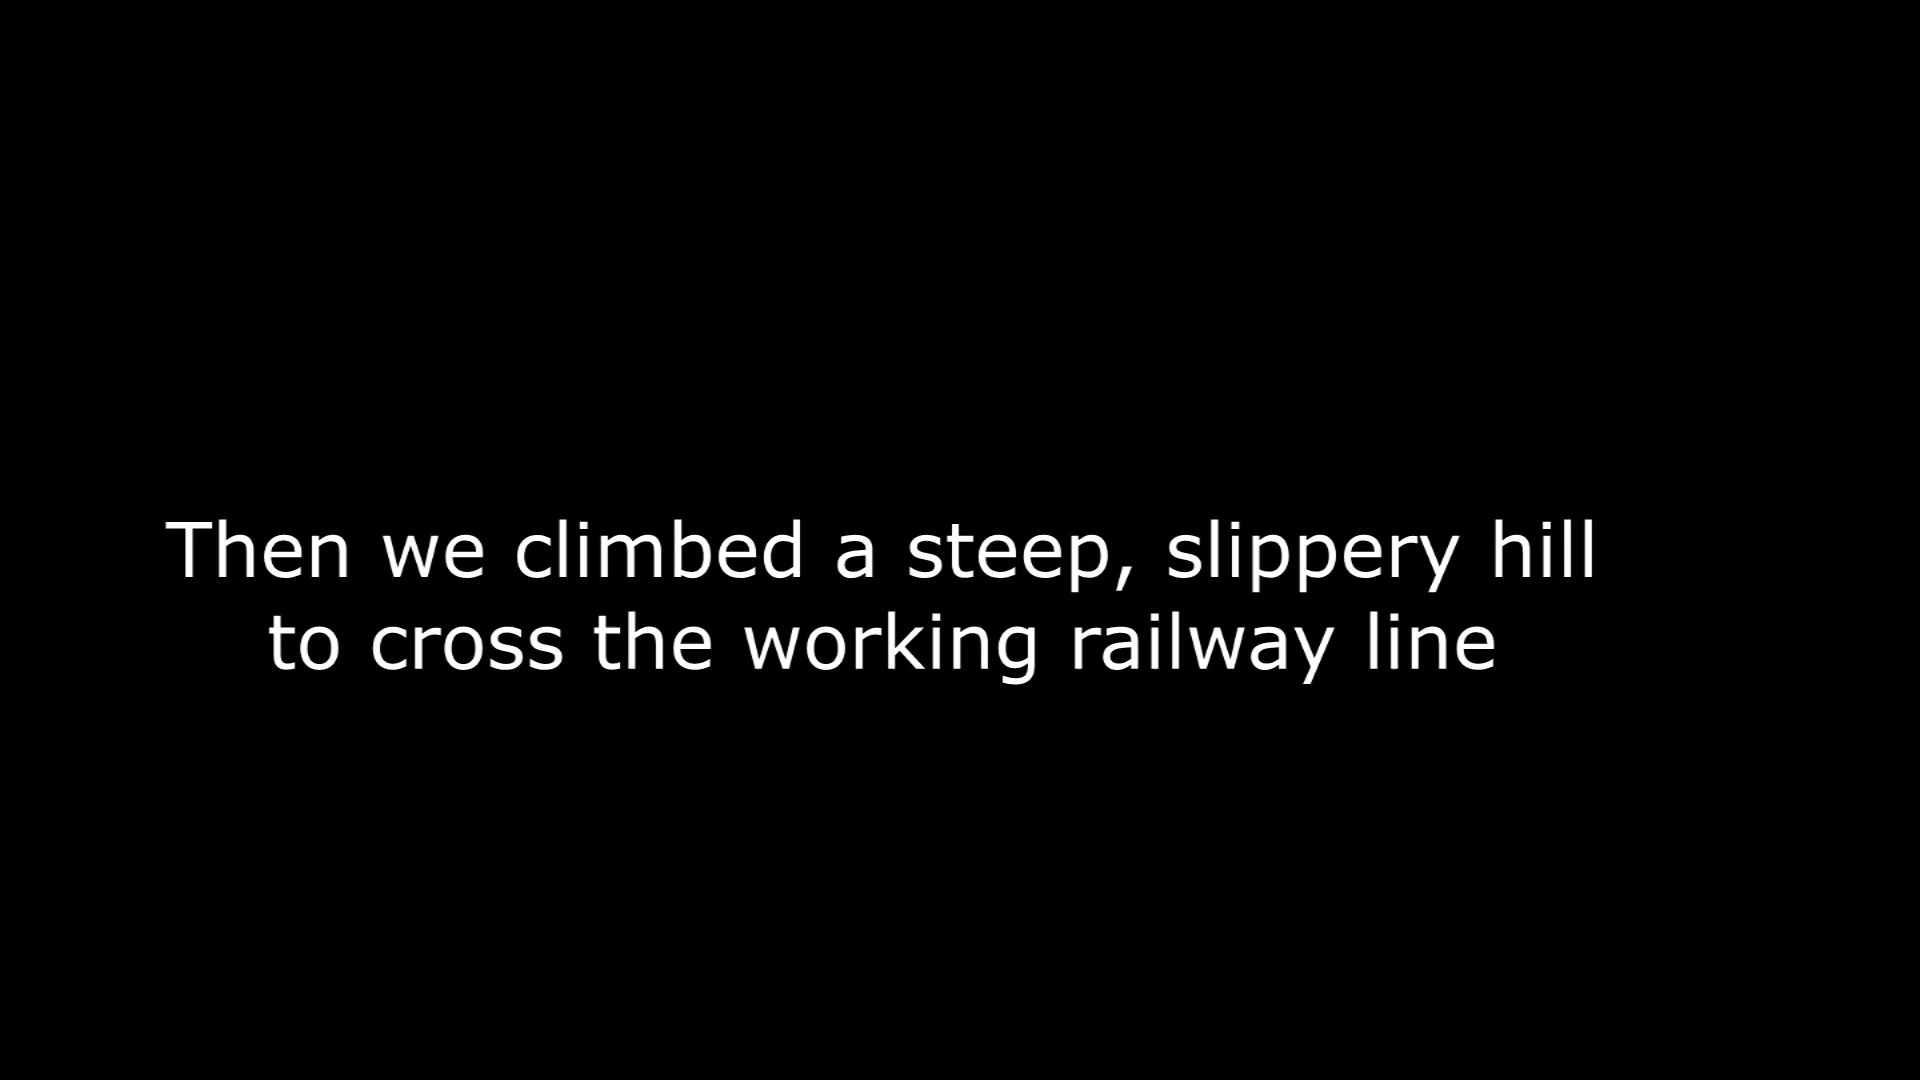 Then we climbed a steep, slippery hill
to cross the working railway line